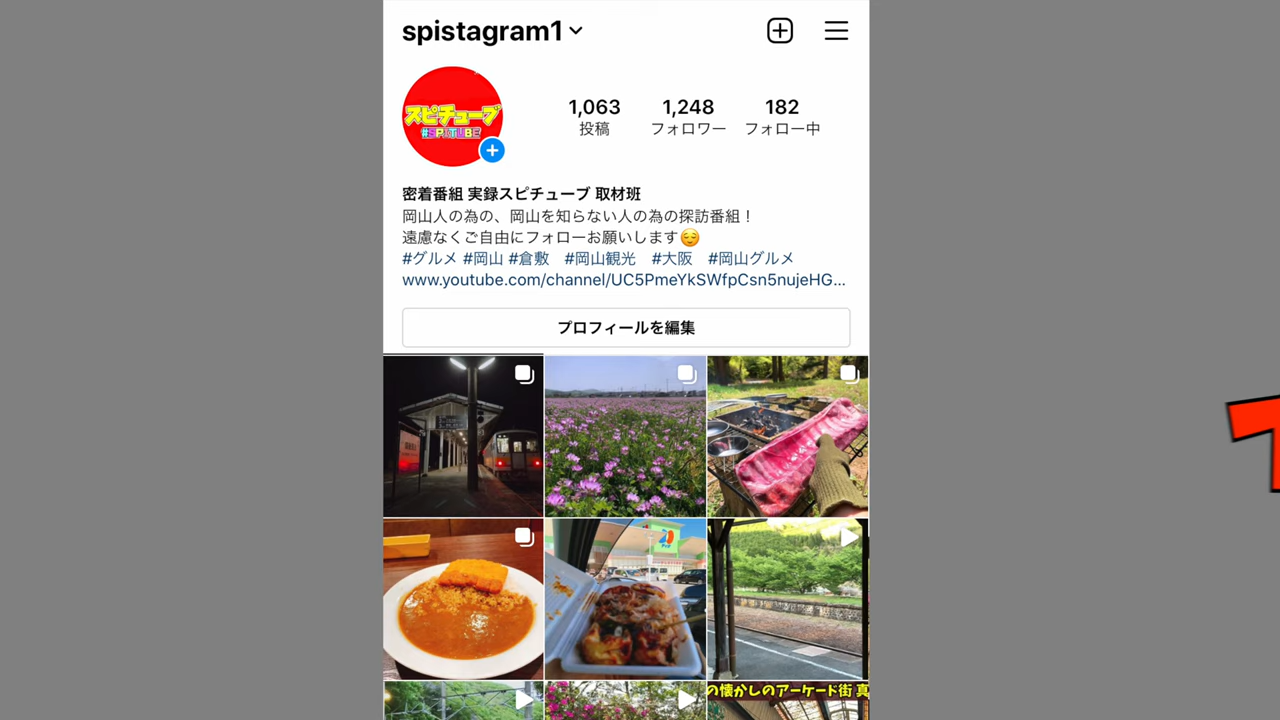 spistagram1
スピチューブ
#SPITUBE
1,063
投稿
1,248
フォロワー
182
フォロー中
密着番組 実録スピチューブ 取材班
岡山人の為の、岡山を知らない人の為の探訪番組！
遠慮なくご自由にフォローお願いします😌
#グルメ #岡山 #倉敷　#岡山観光　#大阪　#岡山グルメ
www.youtube.com/channel/UC5PmeYkSWfpCsn5nujeHG...
プロフィールを編集
の懐かしのアーケード街 真